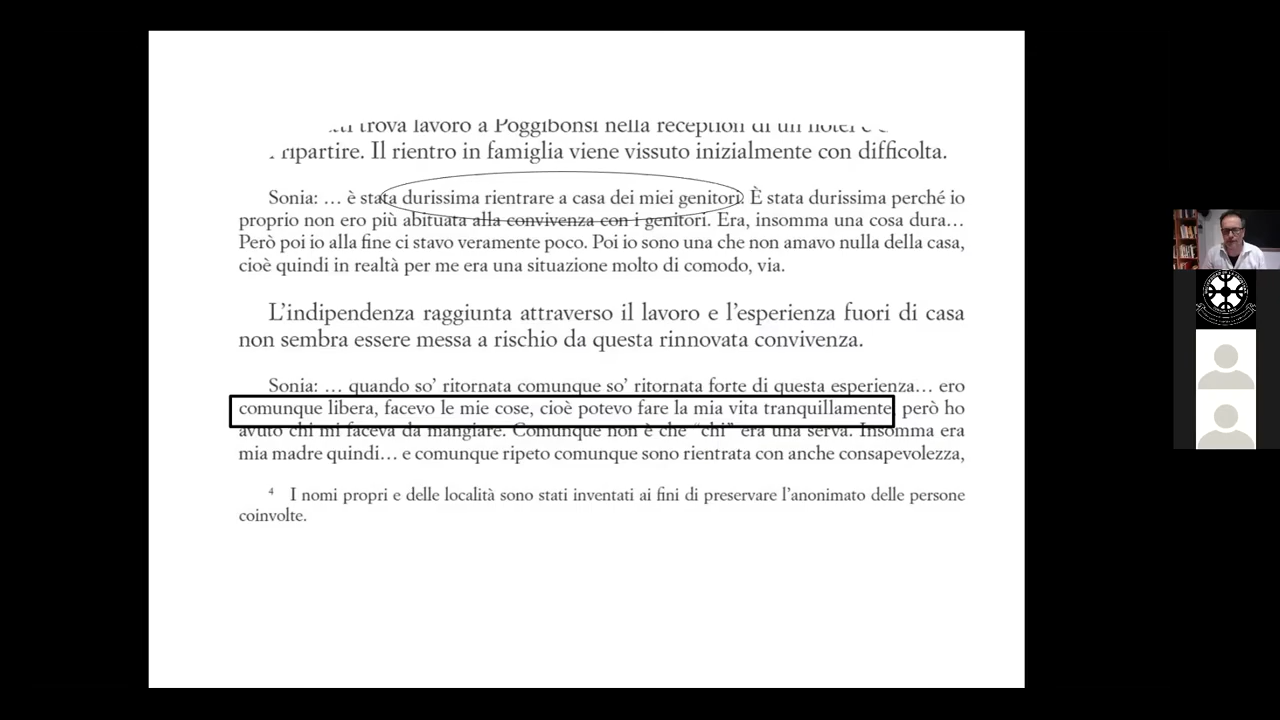 trova lavoro a Poggibonsi nella reception di un hotel e
ripartire. Il rientro in famiglia viene vissuto inizialmente con difficoltà.
Sonia: … è stata durissima rientrare a casa dei miei genitori. È stata durissima perché io
proprio non ero più abituata alla convivenza con i genitori. Era, insomma una cosa dura…
Però poi io alla fine ci stavo veramente poco. Poi io sono una che non amavo nulla della casa,
cioè quindi in realtà per me era una situazione molto di comodo, via.
L’indipendenza raggiunta attraverso il lavoro e l’esperienza fuori di casa
non sembra essere messa a rischio da questa rinnovata convivenza.
Sonia: … quando so’ ritornata comunque so’ ritornata forte di questa esperienza… ero
comunque libera, facevo le mie cose, cioè potevo fare la mia vita tranquillamente però ho
avuto chi mi faceva da mangiare. Comunque non è che “chi” era una serva. Insomma era
mia madre quindi… e comunque ripeto comunque sono rientrata con anche consapevolezza,
4 I nomi propri e delle località sono stati inventati ai fini di preservare l’anonimato delle persone
coinvolte.